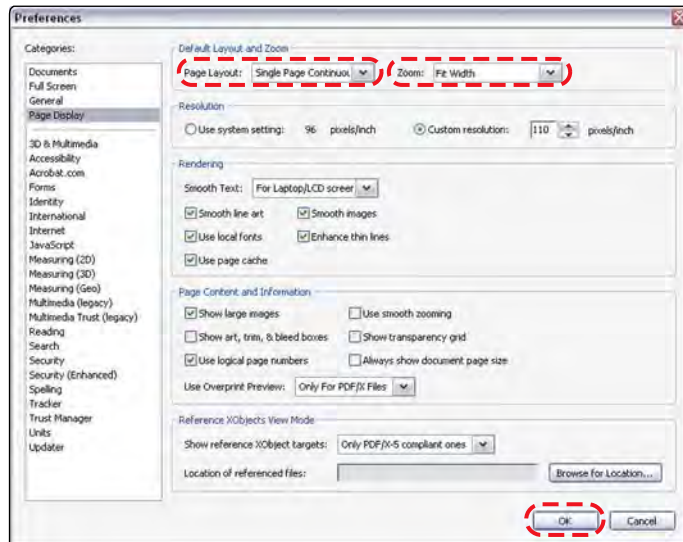 Preferences
Categories:
Documents
Full Screen
General
Page Display
3D & Multimedia
Accessibility
Acrobat.com
Forms
Identity
International
Internet
JavaScript
Measuring (2D)
Measuring (3D)
Measuring (Geo)
Multimedia (legacy)
Multimedia Trust (legacy)
Reading
Search
Security
Security (Enhanced)
Spelling
Tracker
Trust Manager
Units
Updater
Default Layout and Zoom
Page Layout: Single Page Continuou Zoom: Fit Width
Resolution
Use system setting: 96 pixels/inch Custom resolution: 110 pixels/inch
Rendering
Smooth Text: For Laptop/LCD screen
Smooth line art Smooth images
Use local fonts Enhance thin lines
Use page cache
Page Content and Information
Show large images Use smooth zooming
Show art, trim, & bleed boxes Show transparency grid
Use logical page numbers Always show document page size
Use Overprint Preview: Only For PDF/X Files
Reference XObjects View Mode
Show reference XObject targets: Only PDF/X-5 compliant ones
Location of referenced files: Browse for Location...
OK Cancel